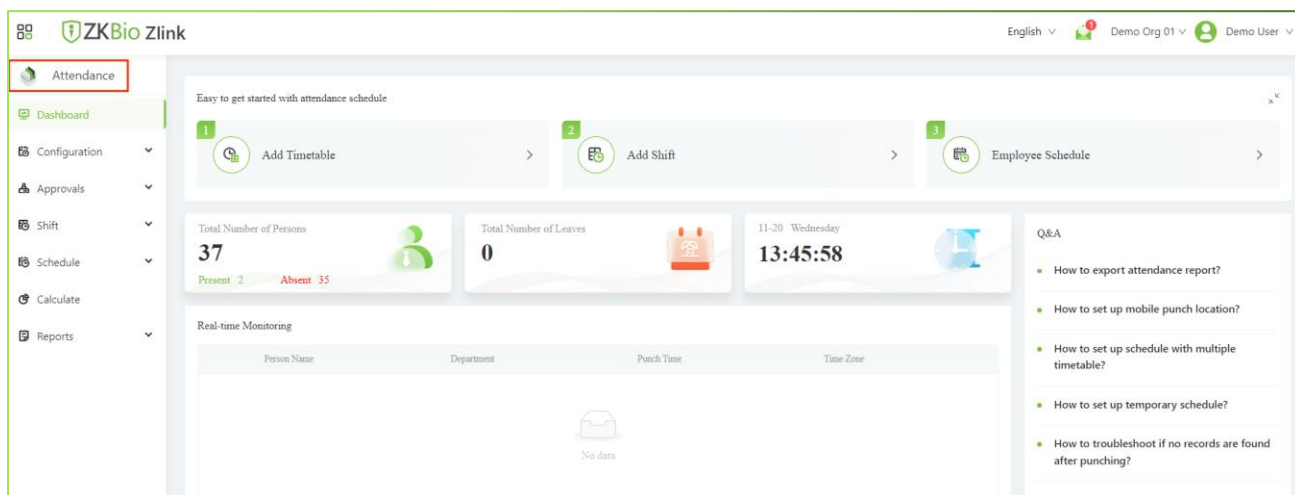 ZKBio Zlink
English
1
Demo Org 01
Demo User
Attendance
Dashboard
Configuration
Approvals
Shift
Schedule
Calculate
Reports
Easy to get started with attendance schedule
1
Add Timetable
2
Add Shift
3
Employee Schedule
Total Number of Persons
37
Present 2 Absent 35
Total Number of Leaves
0
11-20 Wednesday
13:45:58
Real-time Monitoring
Person Name Department Punch Time Time Zone
No data
Q&A
How to export attendance report?
How to set up mobile punch location?
How to set up schedule with multiple
timetable?
How to set up temporary schedule?
How to troubleshoot if no records are found
after punching?